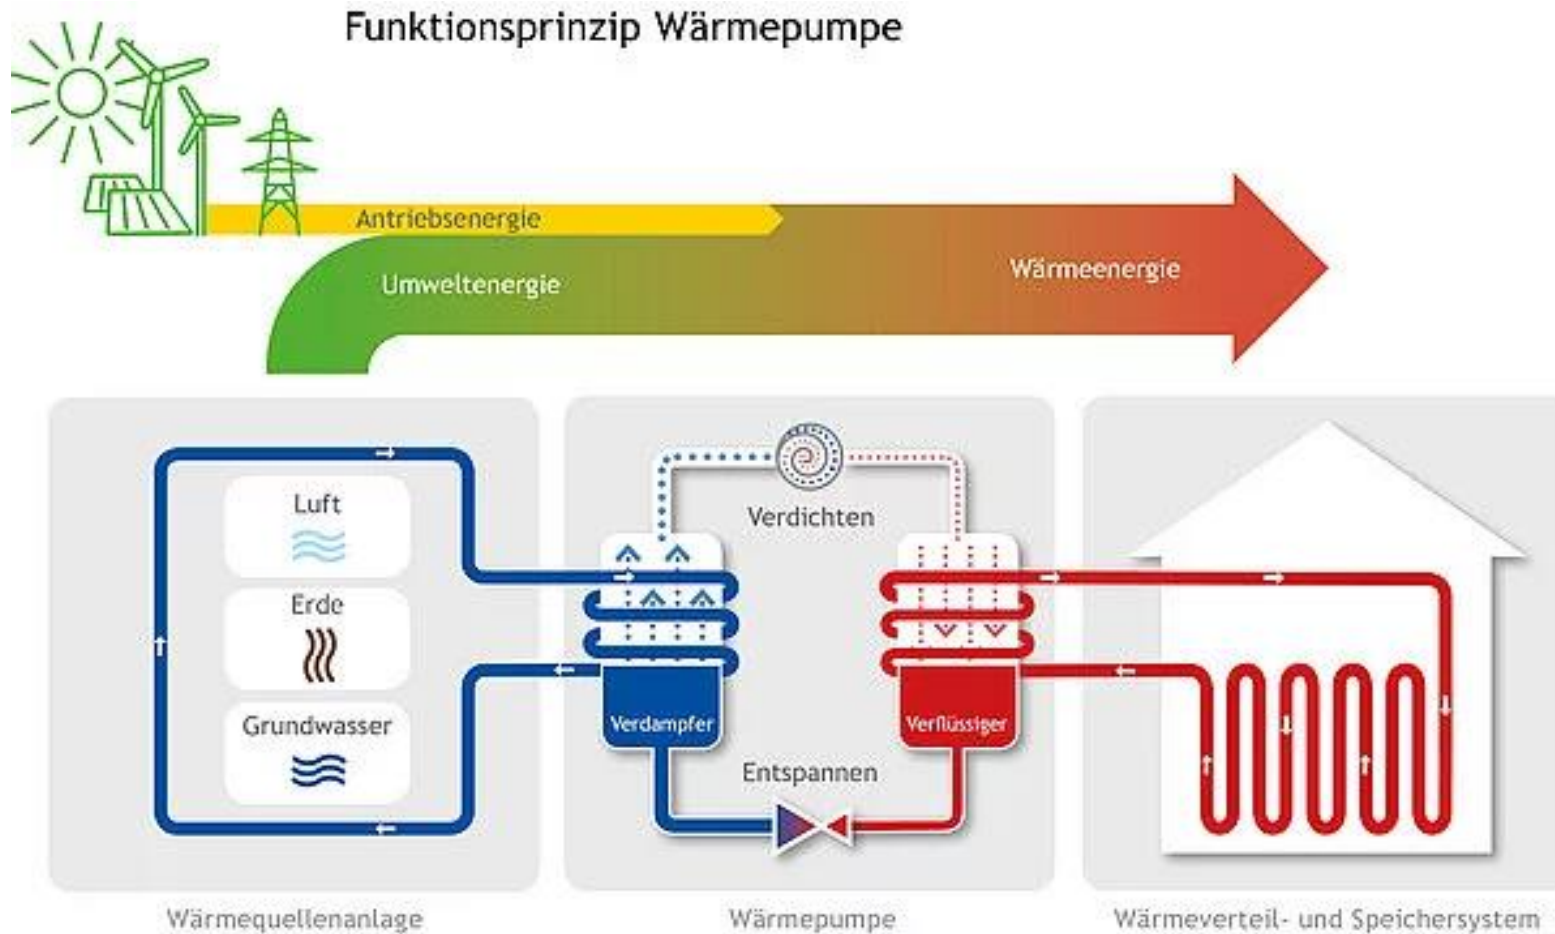 Funktionsprinzip Wärmepumpe
Antriebsenergie
Umweltenergie
Wärmeenergie
Luft
Erde
Grundwasser
Verdichten
Verdampfer
Verflüssiger
Entspannen
Wärmequellenanlage
Wärmepumpe
Wärmeverteil- und Speichersystem